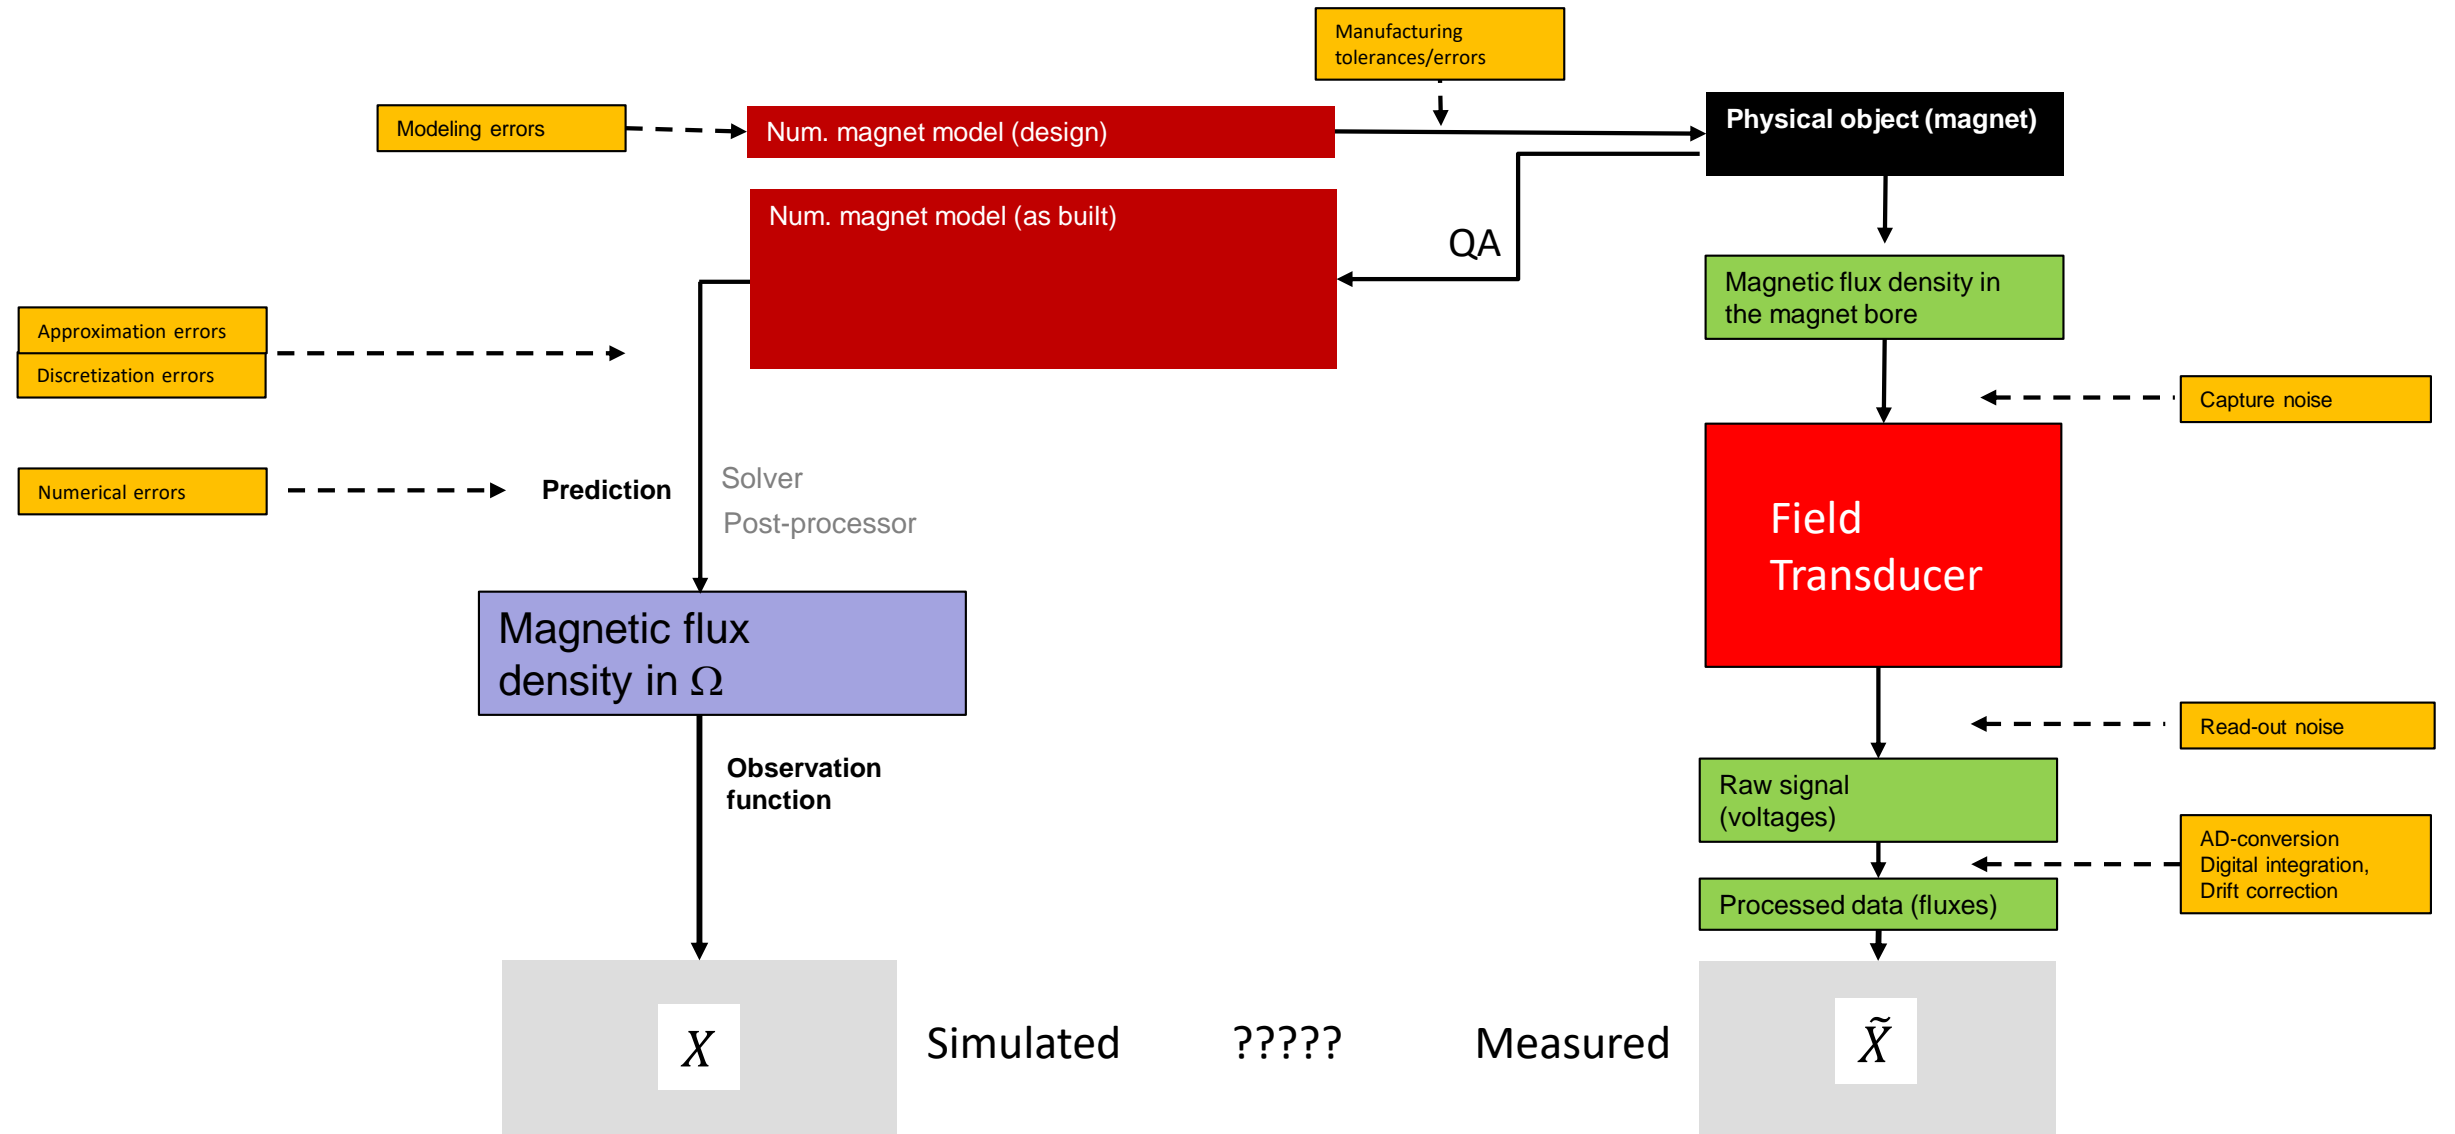 Manufacturing
tolerances/errors
Modeling errors
Num. magnet model (design)
Physical object (magnet)
Num. magnet model (as built)
QA
Magnetic flux density in
the magnet bore
Approximation errors
Discretization errors
Capture noise
Numerical errors
Prediction
Solver
Post-processor
Field
Transducer
Magnetic flux
density in Ω
Read-out noise
Observation
function
Raw signal
(voltages)
AD-conversion
Digital integration,
Drift correction
Processed data (fluxes)
X
Simulated
?????
Measured
X̃